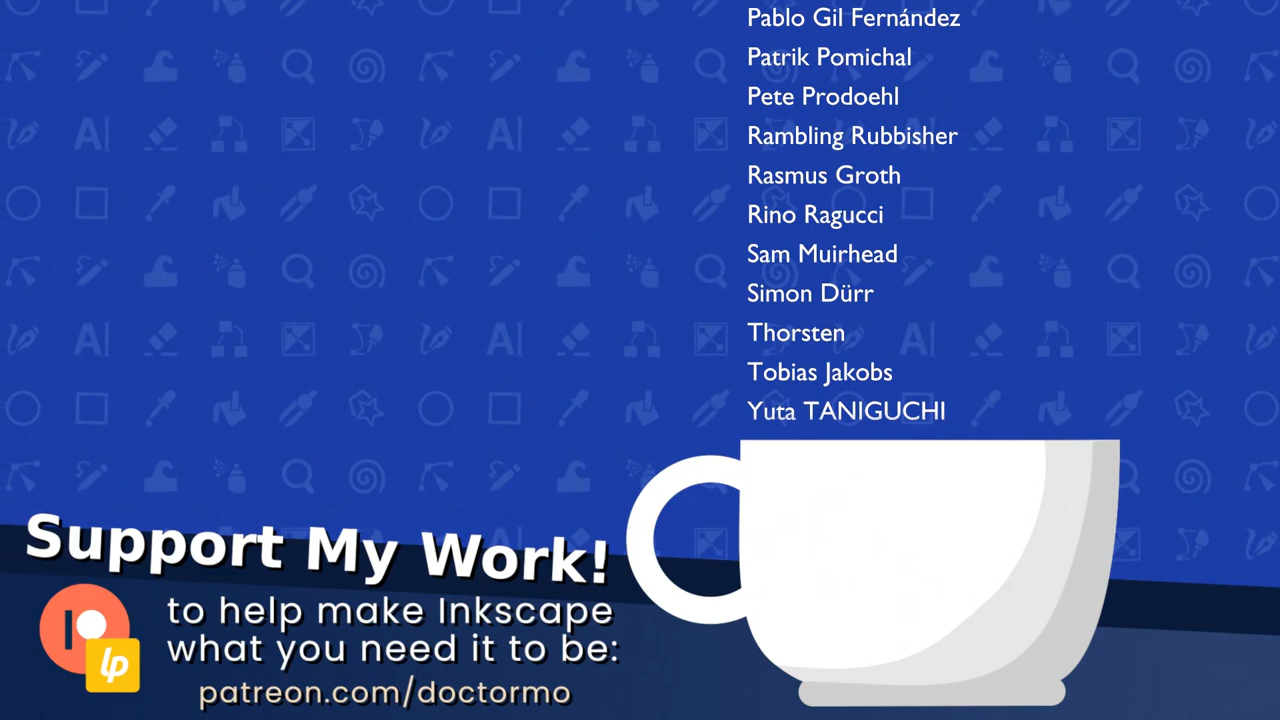 Pablo Gil Fernández
Patrik Pomichal
Pete Prodoehl
Rambling Rubbisher
Rasmus Groth
Rino Ragucci
Sam Muirhead
Simon Dürr
Thorsten
Tobias Jakobs
Yuta TANIGUCHI
Support My Work!
to help make Inkscape
what you need it to be:
lp
patreon.com/doctormo